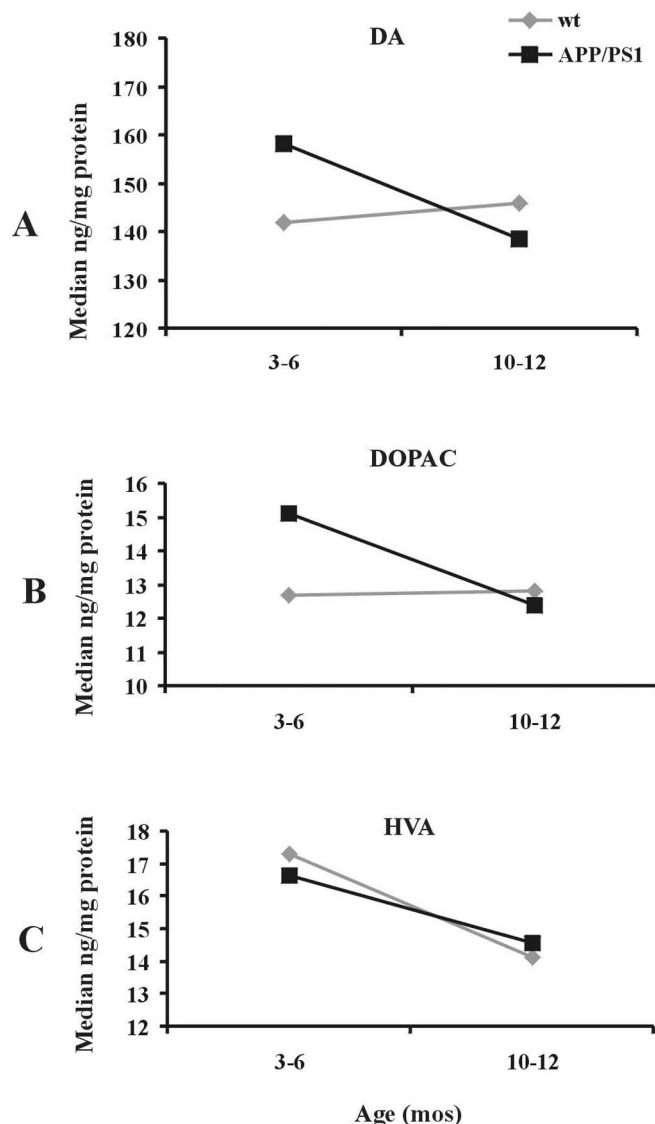 DA
wt
APP/PS1
A
Median ng/mg protein
180
170
160
150
140
130
120
3-6
10-12
DOPAC
B
Median ng/mg protein
16
15
14
13
12
11
10
3-6
10-12
HVA
C
Median ng/mg protein
18
17
16
15
14
13
12
3-6
10-12
Age (mos)